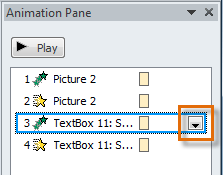 Animation Pane
Play
1 Picture 2
2 Picture 2
3 TextBox 11: S...
4 TextBox 11: S...